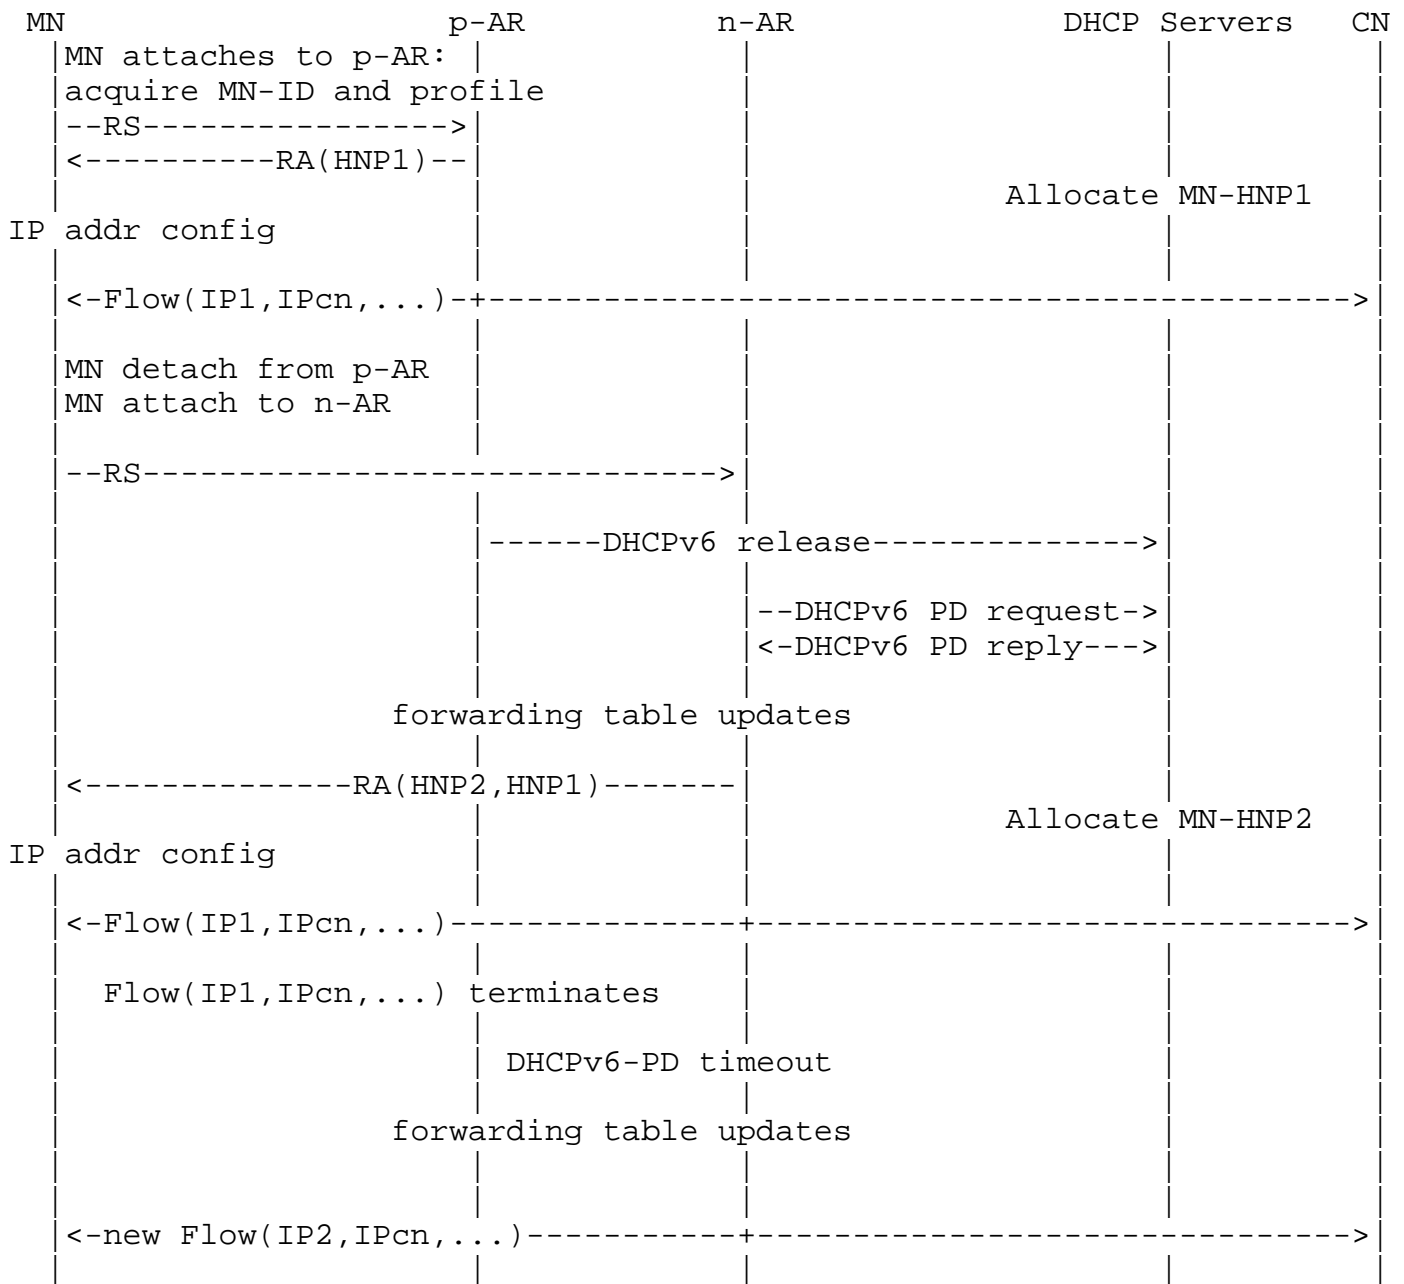 MN p-AR n-AR DHCP Servers CN
|MN attaches to p-AR: | | | |
|acquire MN-ID and profile | | |
|--RS---------------->| | | |
|<----------RA(HNP1)--| | | |
| | | Allocate MN-HNP1 |
IP addr config | | | |
| | | | |
|<-Flow(IP1,IPcn,...)-+--------------------------------------------->|
| | | | |
|MN detach from p-AR | | | |
|MN attach to n-AR | | | |
| | | | |
|--RS------------------------------>| | |
| | | | |
| |------DHCPv6 release--------------->|
| | | | |
| | |--DHCPv6 PD request->| |
| | |<-DHCPv6 PD reply--->| |
| | | | |
| forwarding table updates | |
| | | | |
|<--------------RA(HNP2,HNP1)-------| | |
| | | Allocate MN-HNP2 |
IP addr config | | | |
| | | | |
|<-Flow(IP1,IPcn,...)---------------+-------------------------------->|
| | | | |
| Flow(IP1,IPcn,...) terminates | | |
| | | | |
| | DHCPv6-PD timeout | |
| | | | |
| forwarding table updates | |
| | | | |
| | | | |
|<-new Flow(IP2,IPcn,...)-----------+-------------------------------->|
| | | | |